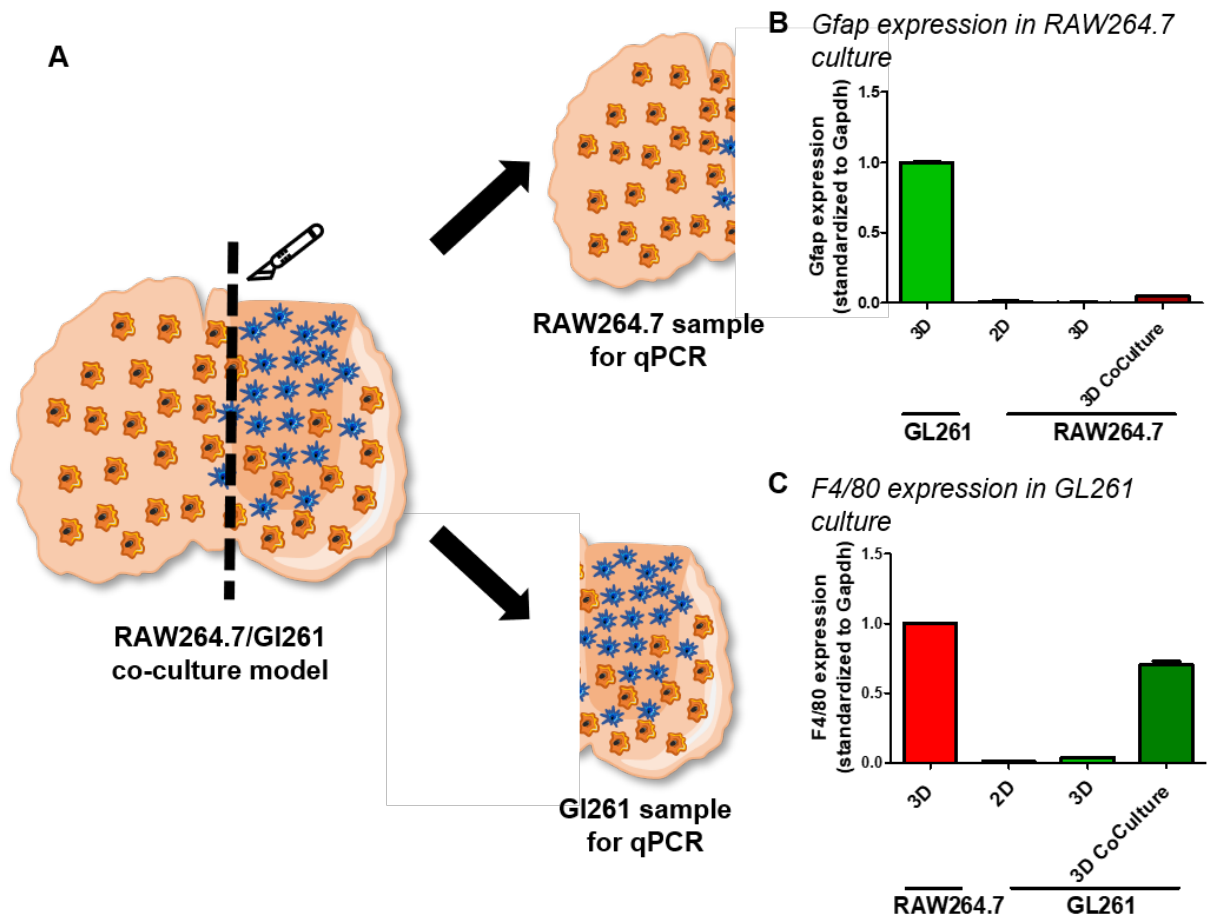 A
RAW264.7/Gl261
co-culture model
RAW264.7 sample
for qPCR
Gl261 sample
for qPCR
B Gfap expression in RAW264.7
culture
Gfap expression
(standardized to Gapdh)
1.5
1.0
0.5
0.0
3D
2D
3D
3D CoCulture
GL261
RAW264.7
C F4/80 expression in GL261
culture
F4/80 expression
(standardized to Gapdh)
1.5
1.0
0.5
0.0
3D
2D
3D
3D CoCulture
RAW264.7
GL261